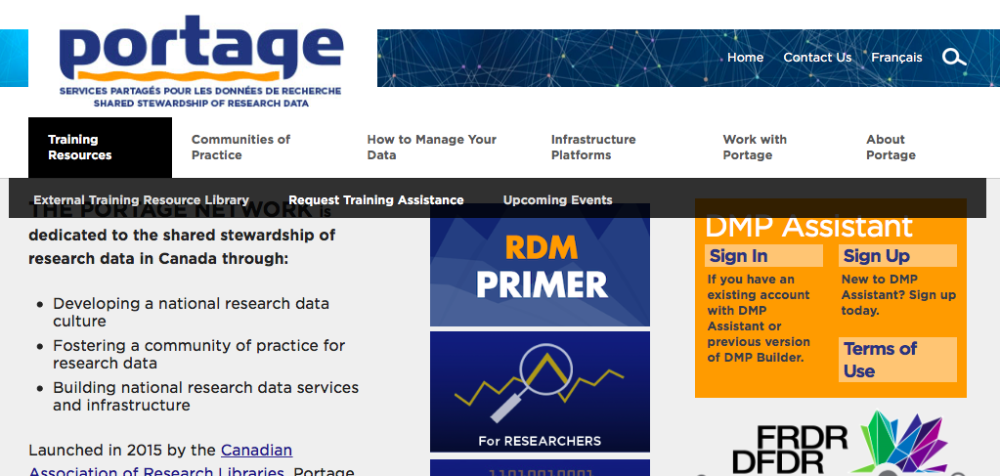 portage
SERVICES PARTAGÉS POUR LES DONNÉES DE RECHERCHE
SHARED STEWARDSHIP OF RESEARCH DATA
Home Contact Us Français
Training
Resources
Communities of
Practice
How to Manage Your
Data
Infrastructure
Platforms
Work with
Portage
About
Portage
External Training Resource Library Request Training Assistance Upcoming Events
THE PORTAGE NETWORK is
dedicated to the shared stewardship of
research data in Canada through:
• Developing a national research data
culture
• Fostering a community of practice for
research data
• Building national research data services
and infrastructure
Launched in 2015 by the Canadian
Association of Research Libraries, Portage
RDM
PRIMER
For RESEARCHERS
11010010001
DMP Assistant
Sign In
If you have an
existing account
with DMP
Assistant or
previous version
of DMP Builder.
Sign Up
New to DMP
Assistant? Sign up
today.
Terms of
Use
FRDR
DFDR